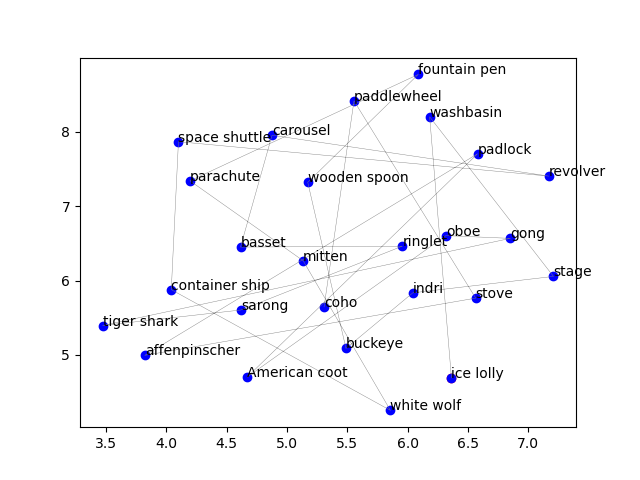 fountain pen
paddlewheel
washbasin
8
carousel
space shuttle
padlock
revolver
parachute
wooden spoon
7
oboe
gong
ringlet
basset
mitten
stage
6
container ship
indri
stove
coho
sarong
tiger shark
buckeye
affenpinscher
5
American coot
ice lolly
white wolf
3.5 4.0 4.5 5.0 5.5 6.0 6.5 7.0